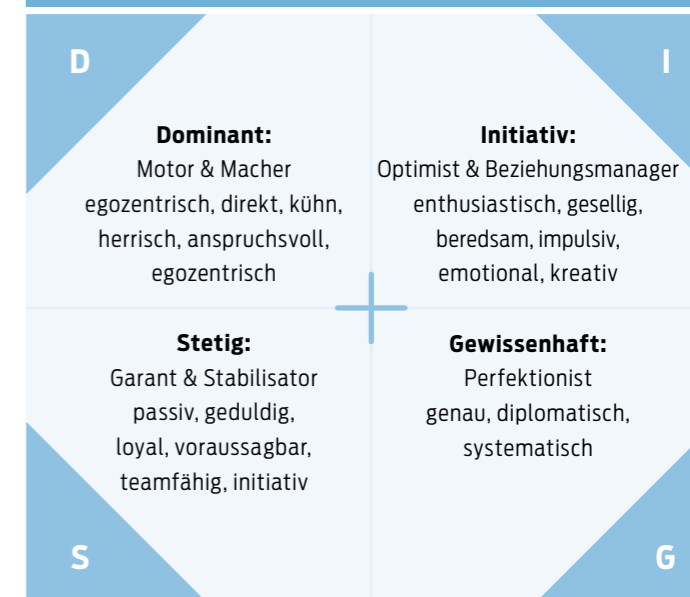 D
Dominant:
Motor & Macher
egozentrisch, direkt, kühn,
herrisch, anspruchsvoll,
egozentrisch
I
Initiativ:
Optimist & Beziehungsmanager
enthusiastisch, gesellig,
beredsam, impulsiv,
emotional, kreativ
Stetig:
Garant & Stabilisator
passiv, geduldig,
loyal, voraussagbar,
teamfähig, initiativ
S
Gewissenhaft:
Perfektionist
genau, diplomatisch,
systematisch
G